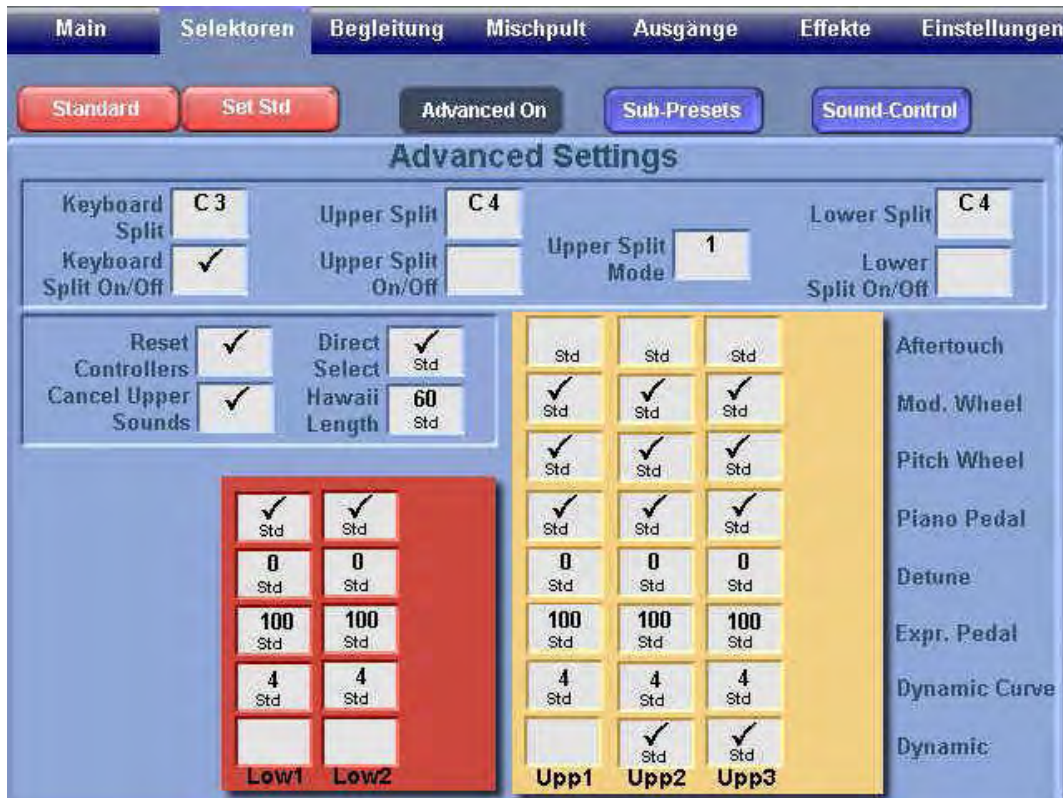 Main Selektoren Begleitung Mischpult Ausgänge Effekte Einstellungen
Standard Set Std Advanced On Sub-Presets Sound-Control
Advanced Settings
Keyboard Split C 3 Upper Split C 4 Lower Split C 4
Keyboard Split On/Off ✓ Upper Split On/Off Upper Split Mode 1 Lower Split On/Off
Reset Controllers ✓ Direct Select ✓ Std
Cancel Upper Sounds ✓ Hawaii Length 60 Std
Std Std Std Aftertouch
✓ Std ✓ Std ✓ Std Mod. Wheel
✓ Std ✓ Std ✓ Std Pitch Wheel
✓ Std ✓ Std ✓ Std ✓ Std ✓ Std Piano Pedal
0 Std 0 Std 0 Std 0 Std 0 Std Detune
100 Std 100 Std 100 Std 100 Std 100 Std Expr. Pedal
4 Std 4 Std 4 Std 4 Std 4 Std Dynamic Curve
✓ Std ✓ Std Dynamic
Low1 Low2 Upp1 Upp2 Upp3